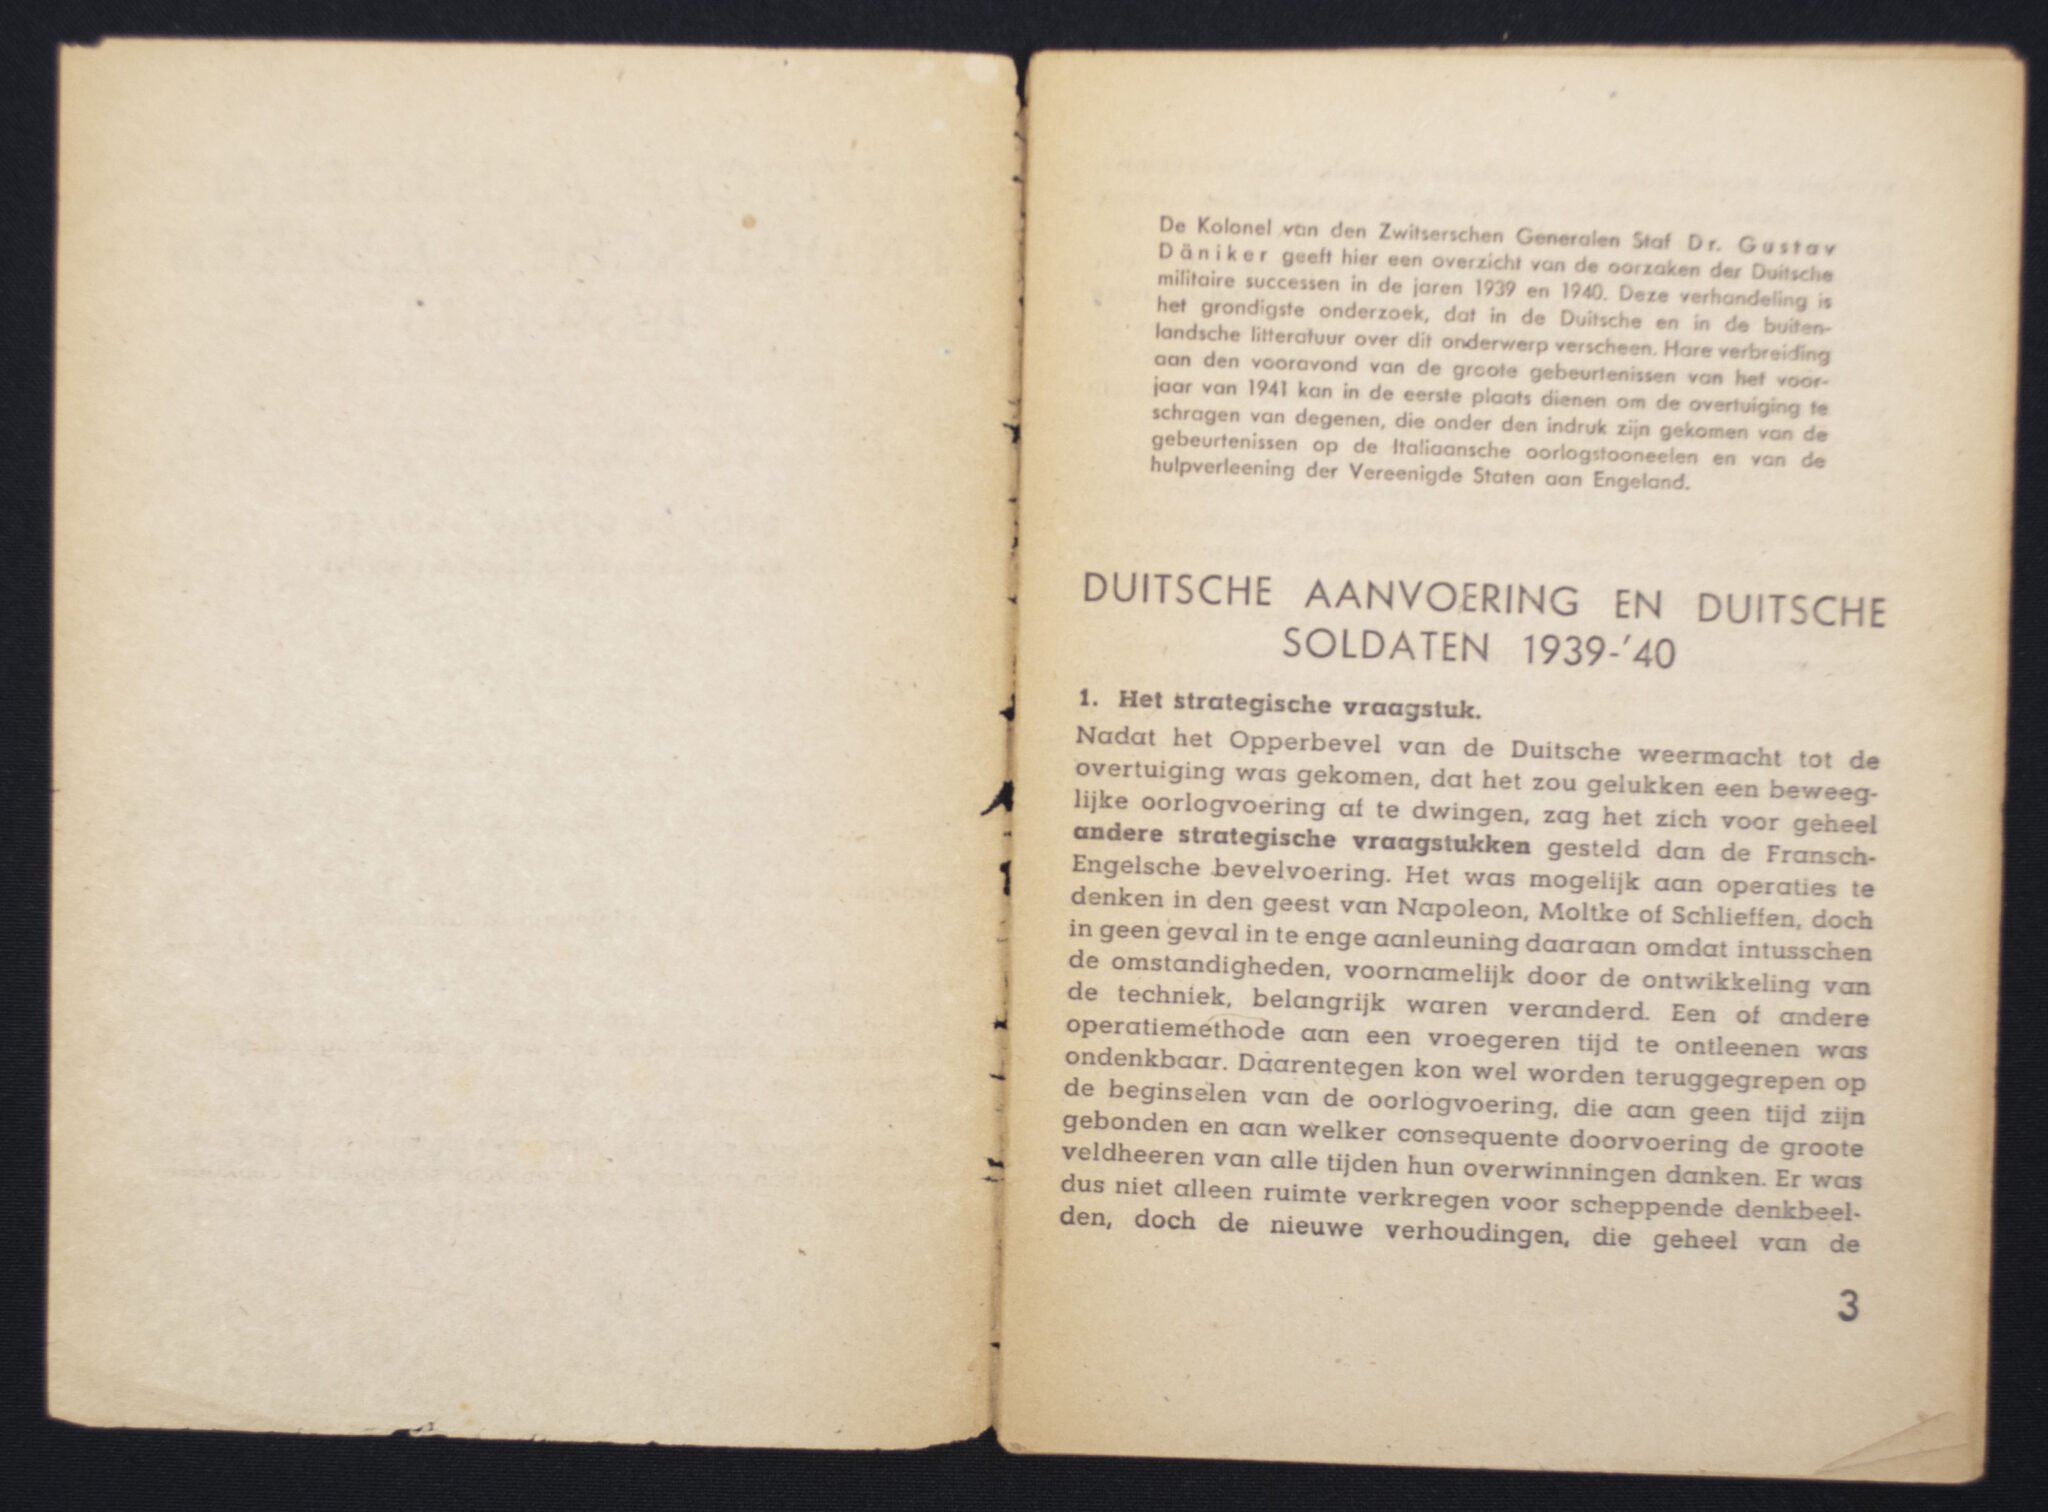 De Kolonel van den Zwitserschen Generalen Staf Dr. Gustav
Däniker geeft hier een overzicht van de oorzaken der Duitsche
militaire successen in de jaren 1939 en 1940. Deze verhandeling is
het grondigste onderzoek, dat in de Duitsche en in de buiten-
landsche litteratuur over dit onderwerp verscheen. Hare verbreiding
aan den vooravond van de groote gebeurtenissen van het voor-
jaar van 1941 kan in de eerste plaats dienen om de overtuiging te
schragen van degenen, die onder den indruk zijn gekomen van de
gebeurtenissen op de Italiaansche oorlogstooneelen en van de
hulpverleening der Vereenigde Staten aan Engeland.
DUITSCHE AANVOERING EN DUITSCHE
SOLDATEN 1939-'40
1. Het strategische vraagstuk.
Nadat het Opperbevel van de Duitsche weermacht tot de
overtuiging was gekomen, dat het zou gelukken een beweeg-
lijke oorlogvoering af te dwingen, zag het zich voor geheel
andere strategische vraagstukken gesteld dan de Fransch-
Engelsche bevelvoering. Het was mogelijk aan operaties te
denken in den geest van Napoleon, Moltke of Schlieffen, doch
in geen geval in te enge aanleuning daaraan omdat intusschen
de omstandigheden, voornamelijk door de ontwikkeling van
de techniek, belangrijk waren veranderd. Een of andere
operatiemethode aan een vroegeren tijd te ontleenen was
ondenkbaar. Daarentegen kon wel worden teruggegrepen op
de beginselen van de oorlogvoering, die aan geen tijd zijn
gebonden en aan welker consequente doorvoering de groote
veldheeren van alle tijden hun overwinningen danken. Er was
dus niet alleen ruimte verkregen voor scheppende denkbeel-
den, doch de nieuwe verhoudingen, die geheel van de
3